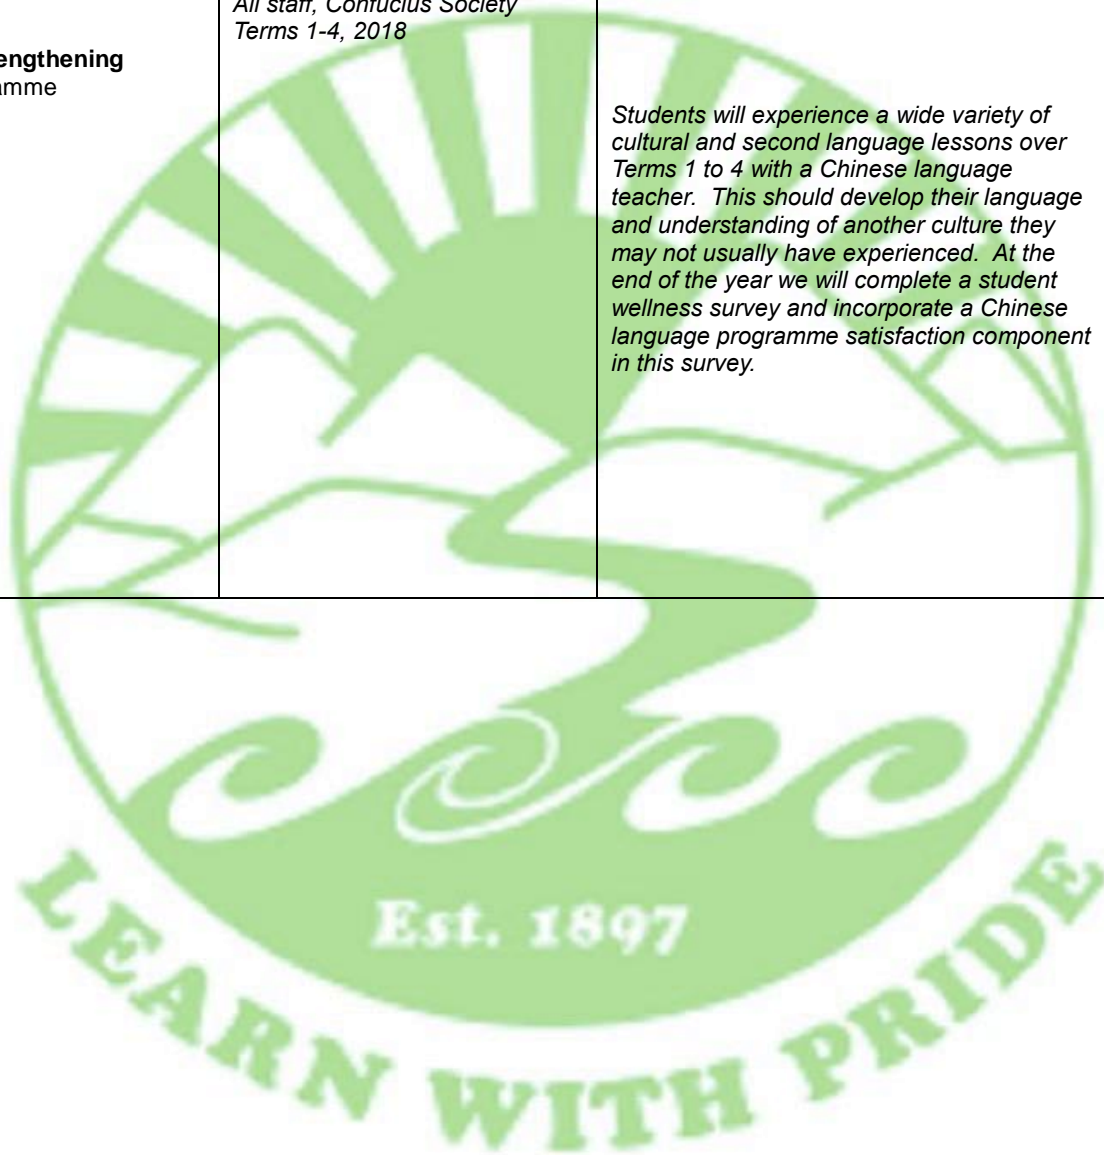 All staff, Confucius Society
Terms 1-4, 2018
engthening
amme
Students will experience a wide variety of
cultural and second language lessons over
Terms 1 to 4 with a Chinese language
teacher.  This should develop their language
and understanding of another culture they
may not usually have experienced.  At the
end of the year we will complete a student
wellness survey and incorporate a Chinese
language programme satisfaction component
in this survey.
Est. 1897
LEARN WITH PRIDE